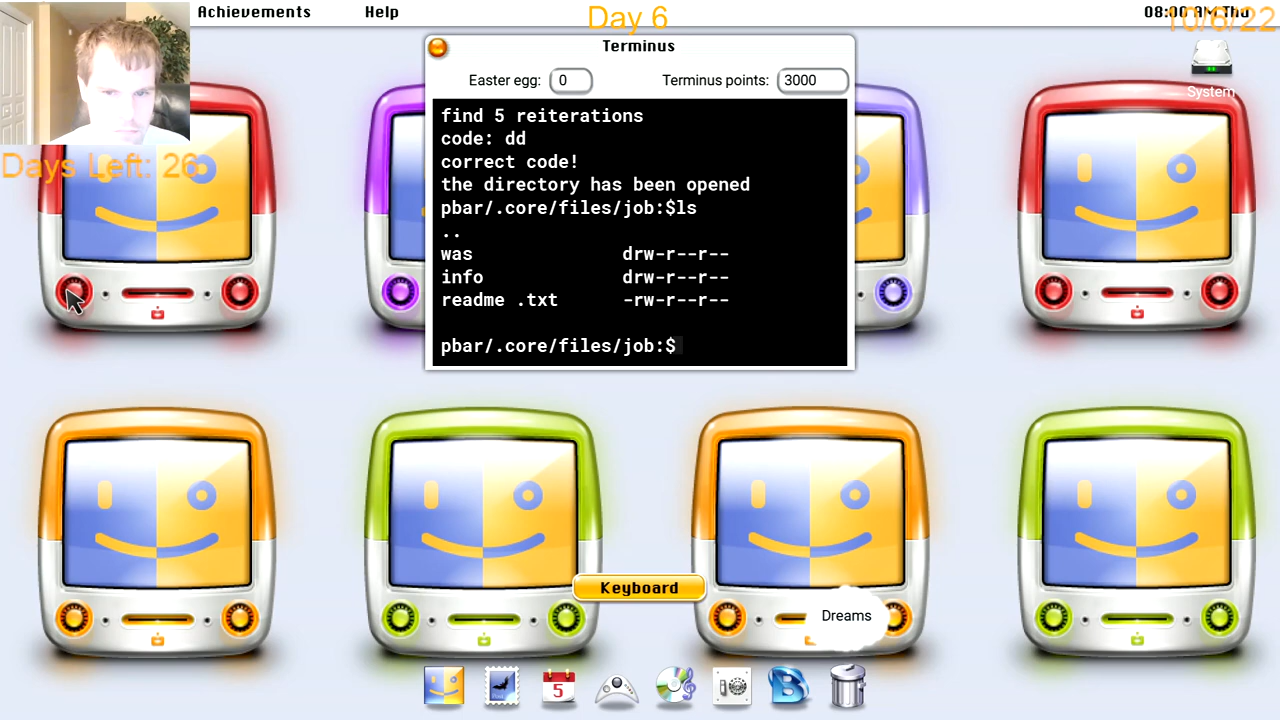 Achievements Help Day 6 08:00 AM Thu
10/6/22
Terminus
Easter egg: 0 Terminus points: 3000
System
find 5 reiterations
code: dd
correct code!
the directory has been opened
pbar/.core/files/job:$ls
..
was drw-r--r--
info drw-r--r--
readme .txt -rw-r--r--
pbar/.core/files/job:$
Days Left: 26
Keyboard
Dreams
5